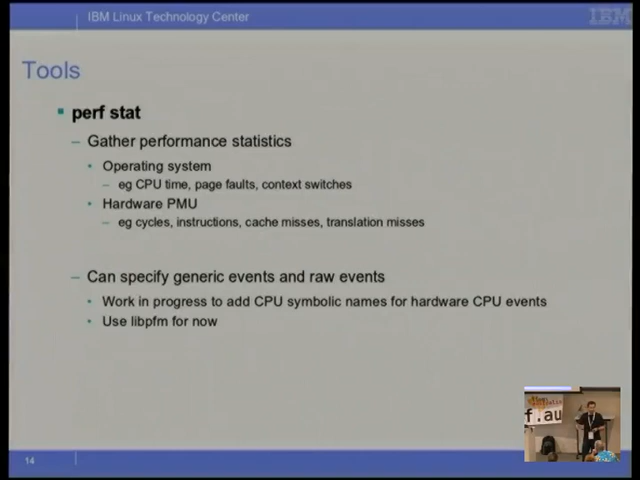 IBM Linux Technology Center
IBM
Tools
perf stat
– Gather performance statistics
• Operating system
– eg CPU time, page faults, context switches
• Hardware PMU
– eg cycles, instructions, cache misses, translation misses
– Can specify generic events and raw events
• Work in progress to add CPU symbolic names for hardware CPU events
• Use libpfm for now
f.au
14